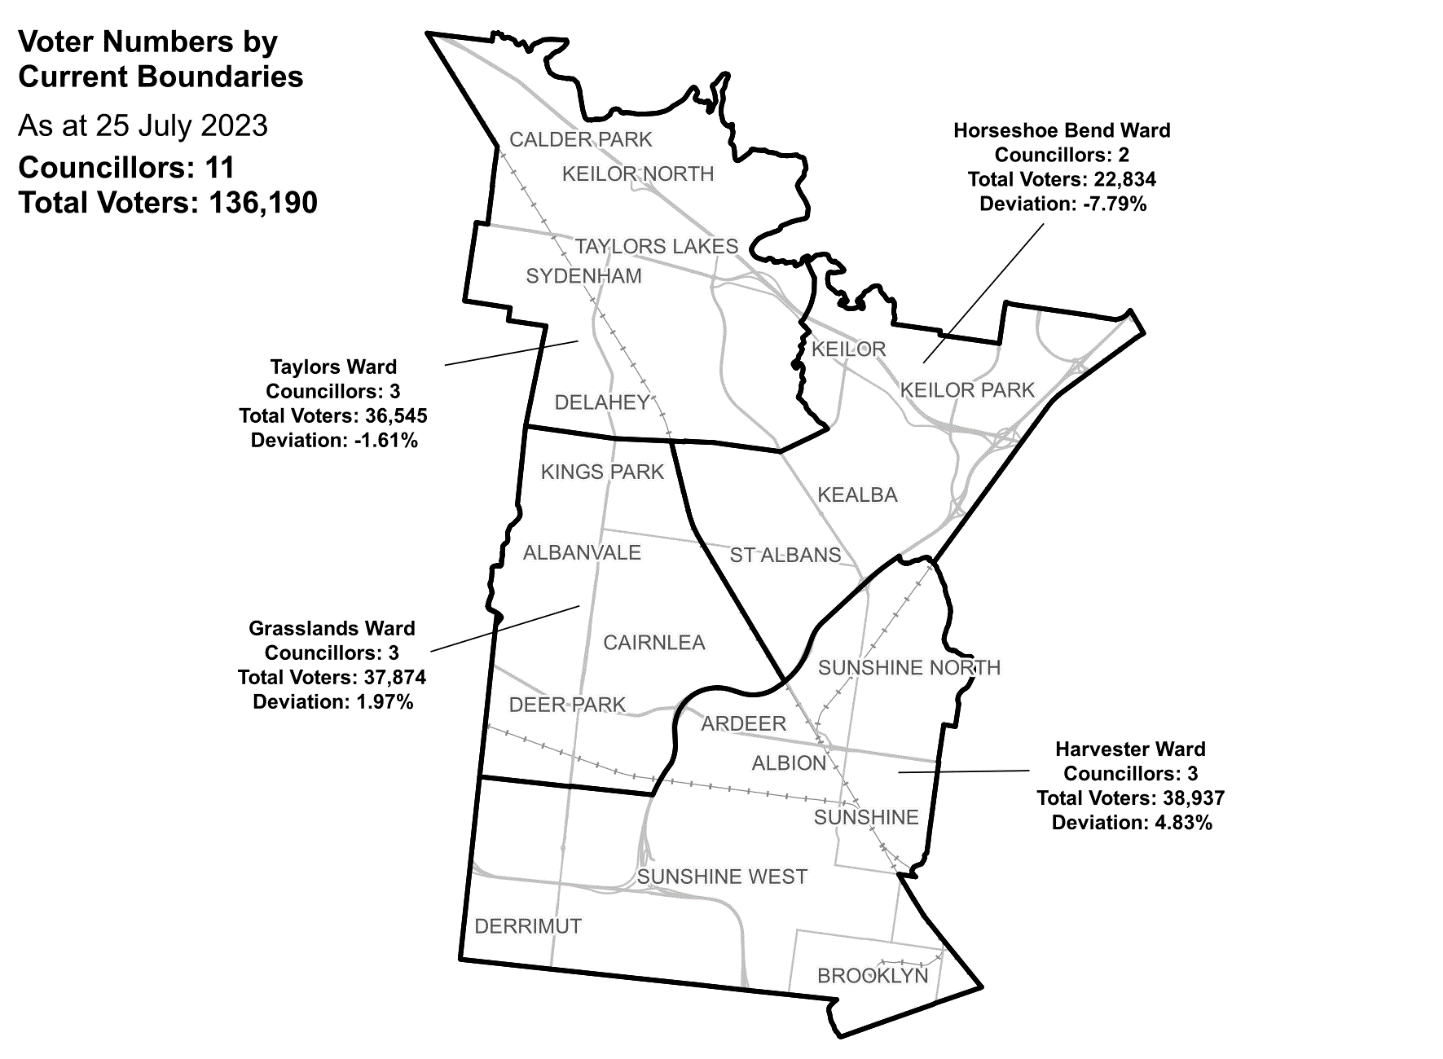 Voter Numbers by
Current Boundaries
As at 25 July 2023
Councillors: 11
Total Voters: 136,190
Horseshoe Bend Ward
Councillors: 2
Total Voters: 22,834
Deviation: -7.79%
CALDER PARK
KEILOR NORTH
TAYLORS LAKES
SYDENHAM
KEILOR
KEILOR PARK
DELAHEY
Taylors Ward
Councillors: 3
Total Voters: 36,545
Deviation: -1.61%
KINGS PARK
KEALBA
ALBANVALE
ST ALBANS
Grasslands Ward
Councillors: 3
Total Voters: 37,874
Deviation: 1.97%
CAIRNLEA
SUNSHINE NORTH
DEER PARK
ARDEER
ALBION
Harvester Ward
Councillors: 3
Total Voters: 38,937
Deviation: 4.83%
SUNSHINE
SUNSHINE WEST
DERRIMUT
BROOKLYN